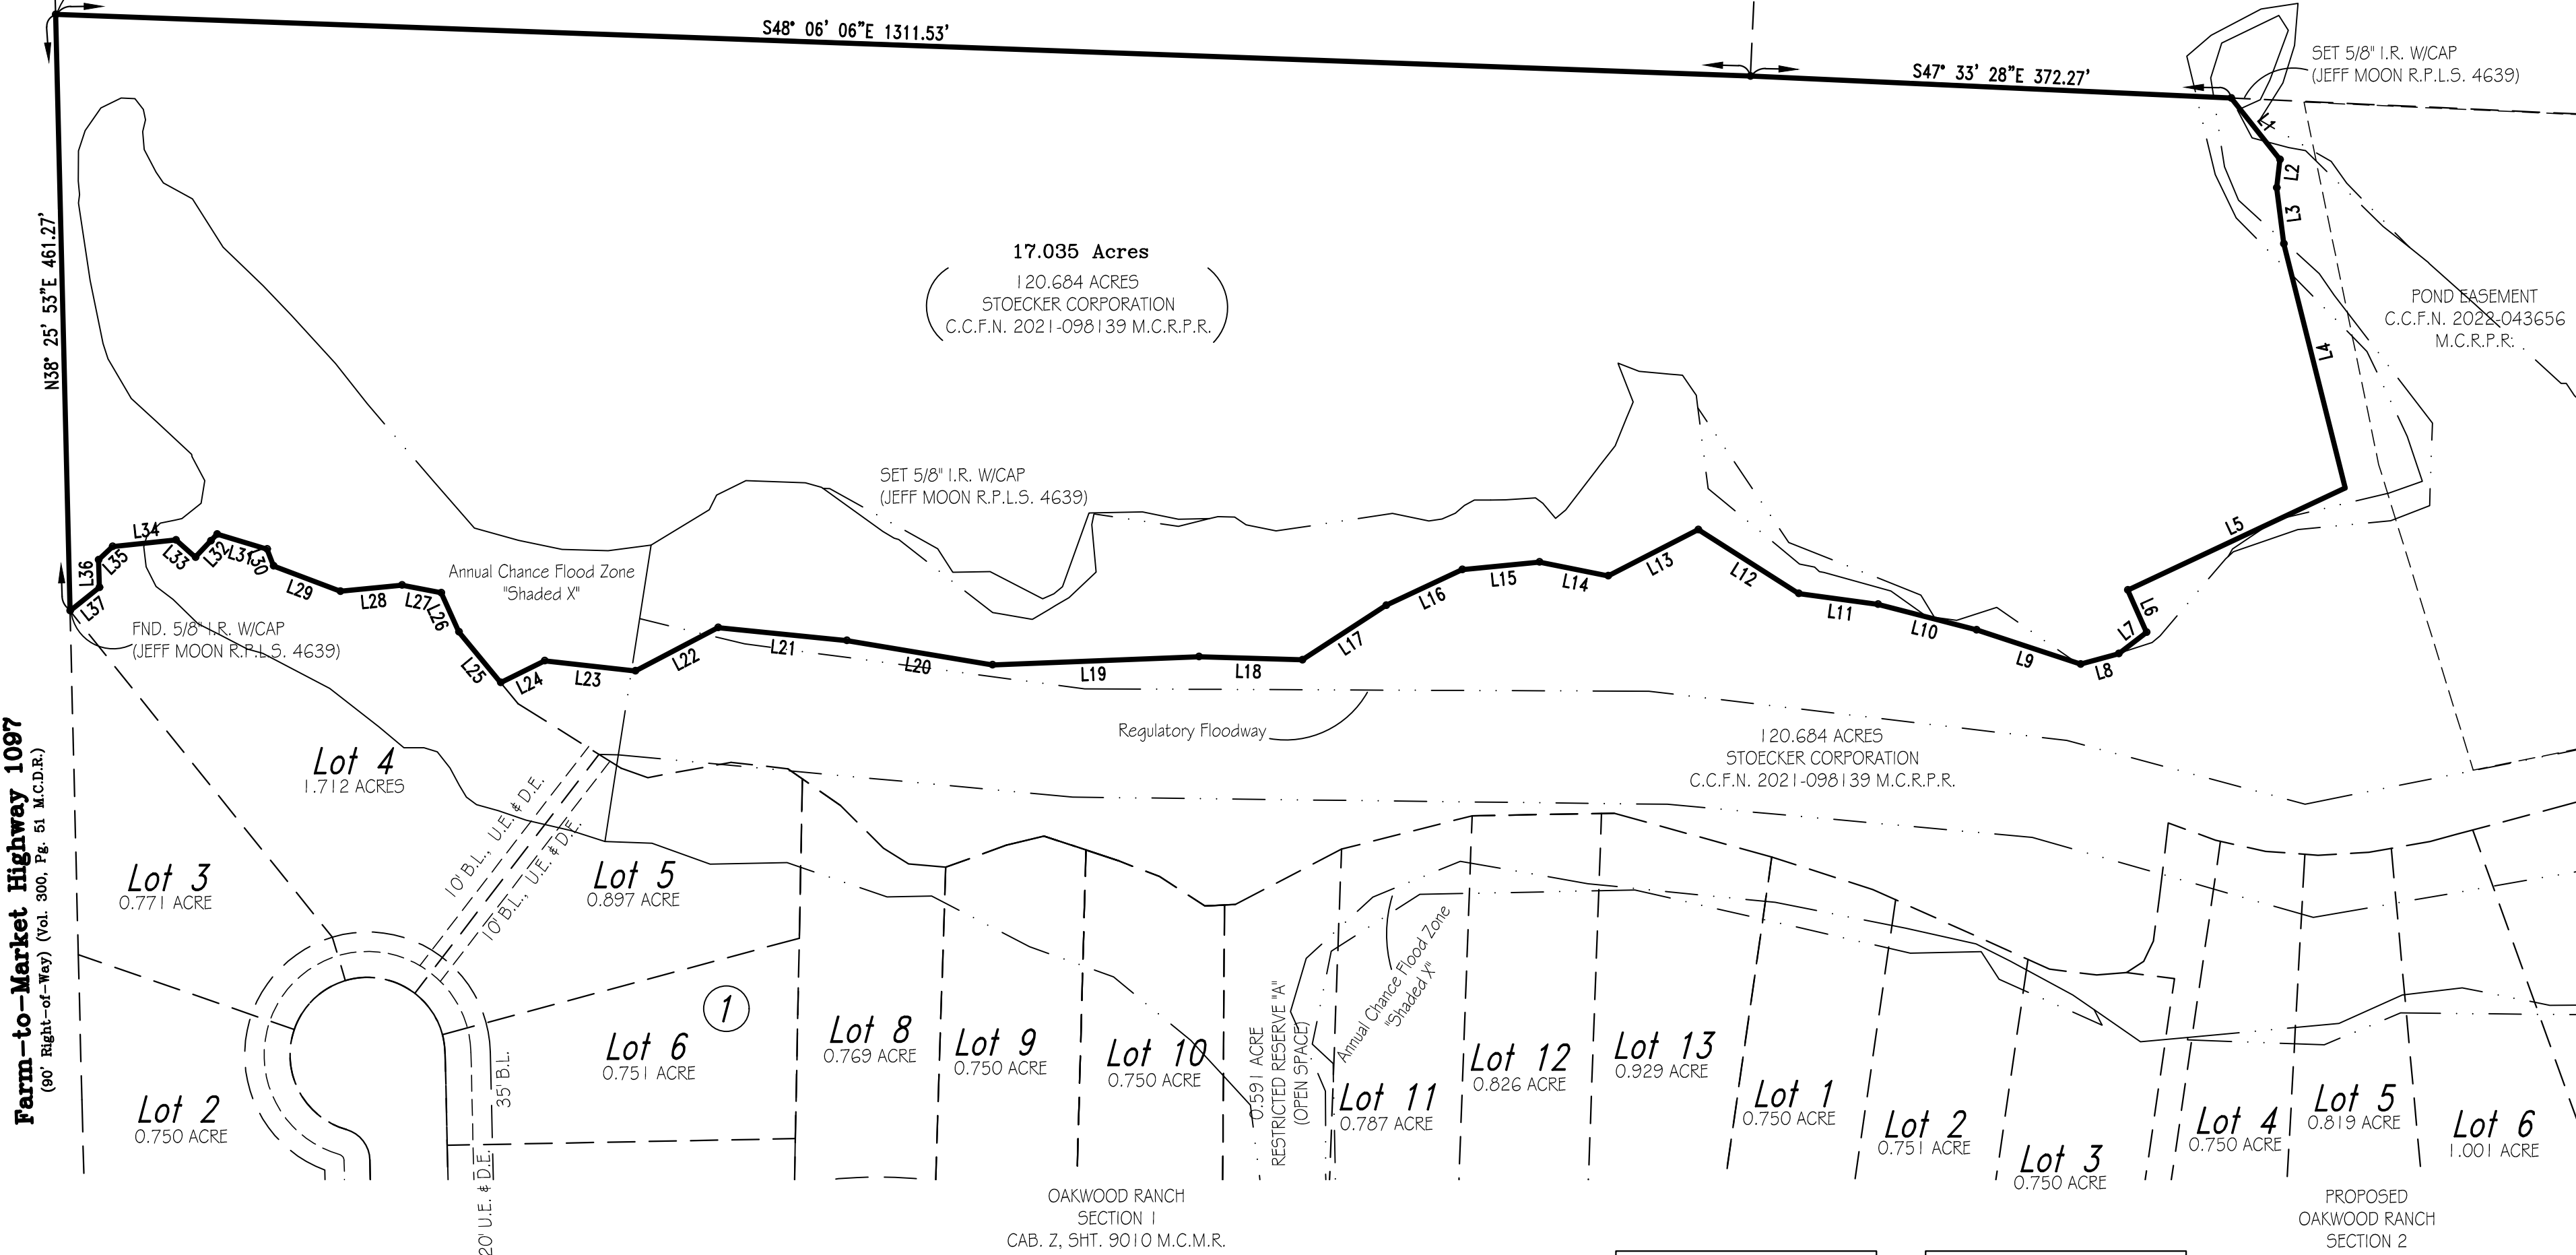 S48° 06' 06"E 1311.53'
S47° 33' 28"E 372.27'
SET 5/8" I.R. W/CAP
(JEFF MOON R.P.L.S. 4639)
L1
L2
L3
L4
L5
L6
L7
L8
L9
L10
L11
L12
L13
L14
L15
L16
L17
L18
L19
L20
L21
L22
L23
L24
L25
L26
L27
L28
L29
L30
L31
L32
L33
L34
L35
L36
L37
N38° 25' 53"E 461.27'
17.035 Acres
120.684 ACRES
STOECKER CORPORATION
C.C.F.N. 2021-098139 M.C.R.P.R.
POND EASEMENT
C.C.F.N. 2022-043656
M.C.R.P.R.
SET 5/8" I.R. W/CAP
(JEFF MOON R.P.L.S. 4639)
Annual Chance Flood Zone
"Shaded X"
FND. 5/8" I.R. W/CAP
(JEFF MOON R.P.L.S. 4639)
Regulatory Floodway
120.684 ACRES
STOECKER CORPORATION
C.C.F.N. 2021-098139 M.C.R.P.R.
Farm-to-Market Highway 1097
(90' Right-of-Way) (Vol. 300, Pg. 51 M.C.D.R.)
Lot 4
1.712 ACRES
10' B.L., U.E. & D.E.
10' B.L., U.E. & D.E.
Lot 3
0.771 ACRE
Lot 5
0.897 ACRE
1
Lot 2
0.750 ACRE
Lot 6
0.751 ACRE
35' B.L.
20' U.E. & D.E.
Lot 8
0.769 ACRE
Lot 9
0.750 ACRE
Lot 10
0.750 ACRE
0.591 ACRE
RESTRICTED RESERVE "A"
(OPEN SPACE)
Annual Chance Flood Zone
"Shaded X"
Lot 11
0.787 ACRE
Lot 12
0.826 ACRE
Lot 13
0.929 ACRE
Lot 1
0.750 ACRE
Lot 2
0.751 ACRE
Lot 3
0.750 ACRE
Lot 4
0.750 ACRE
Lot 5
0.819 ACRE
Lot 6
1.001 ACRE
OAKWOOD RANCH
SECTION 1
CAB. Z, SHT. 9010 M.C.M.R.
PROPOSED
OAKWOOD RANCH
SECTION 2